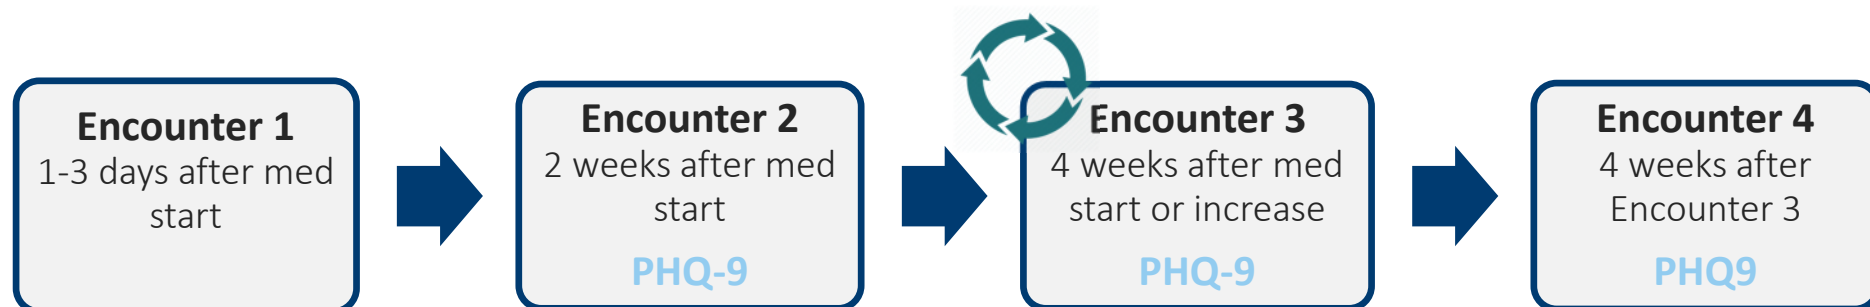 Encounter 1
1-3 days after med
start
Encounter 2
2 weeks after med
start
PHQ-9
Encounter 3
4 weeks after med
start or increase
PHQ-9
Encounter 4
4 weeks after
Encounter 3
PHQ9